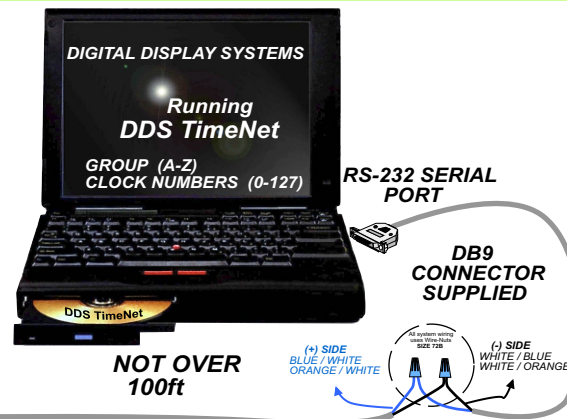 DIGITAL DISPLAY SYSTEMS
Running
DDS TimeNet
GROUP (A-Z)
CLOCK NUMBERS (0-127)
RS-232 SERIAL
PORT
DB9
CONNECTOR
SUPPLIED
DDS TimeNet
NOT OVER
100ft
(+) SIDE
BLUE / WHITE
ORANGE / WHITE
All system wiring
uses Wire-Nuts
SIZE 72B
(-) SIDE
WHITE / BLUE
WHITE / ORANGE